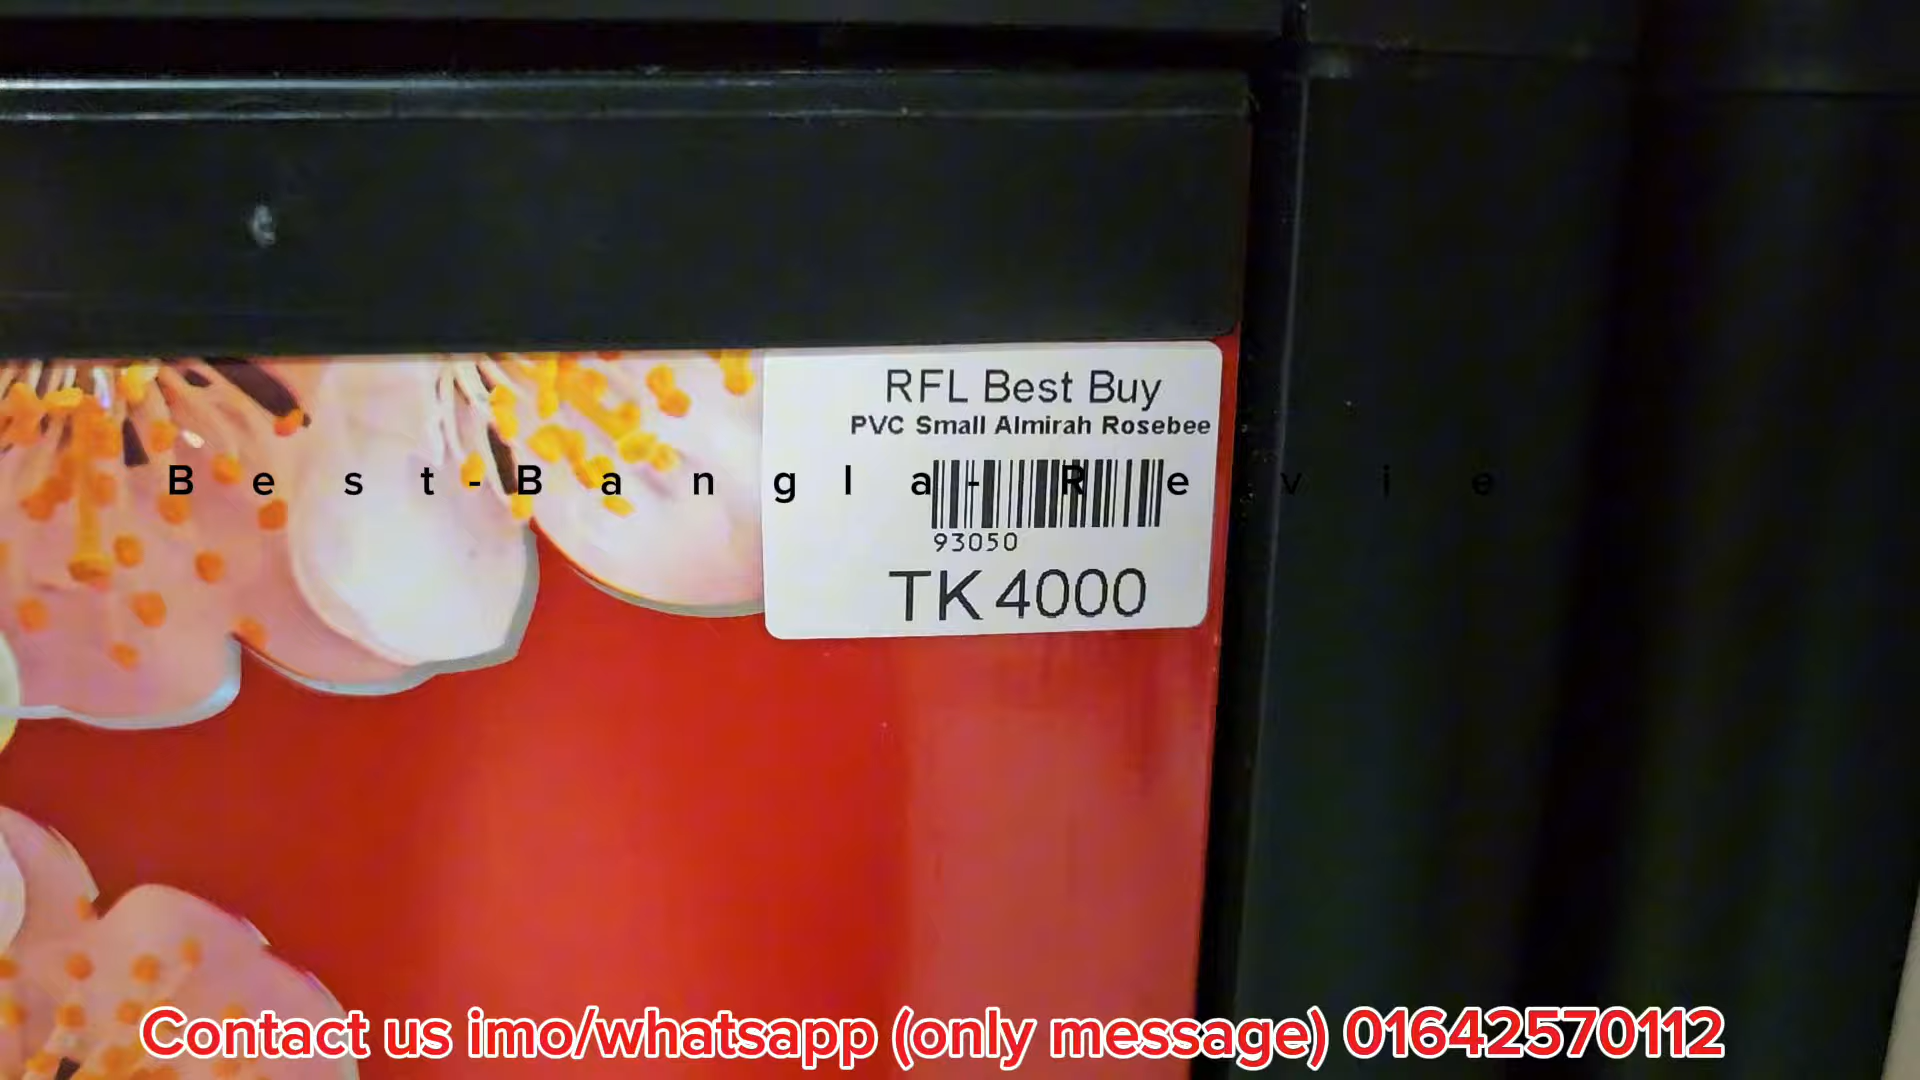 RFL Best Buy
PVC Small Almirah Rosebee
Best-Bangla-Revie
93050
TK 4000
Contact us imo/whatsapp (only message) 01642570112